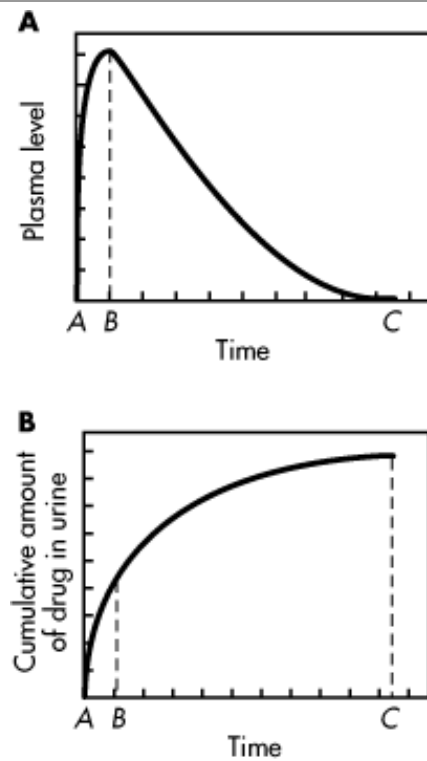 A
Plasma level
A B C
Time
B
Cumulative amount
of drug in urine
A B C
Time